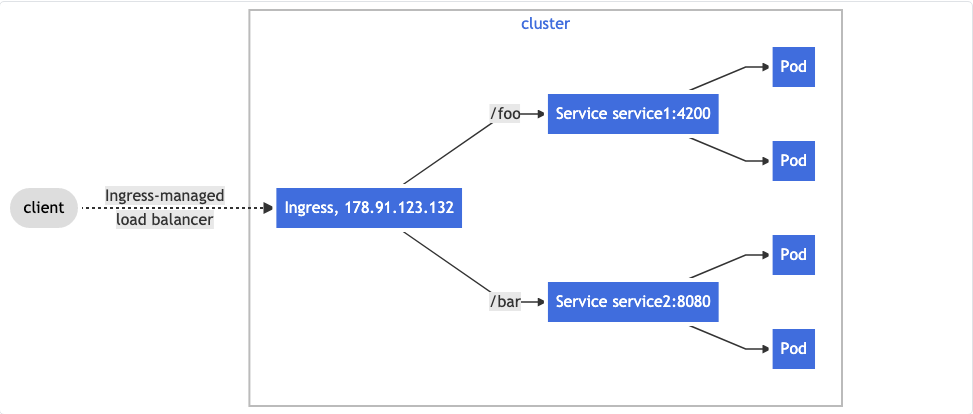 cluster
Pod
/foo
Service service1:4200
Pod
client
Ingress-managed
load balancer
Ingress, 178.91.123.132
Pod
/bar
Service service2:8080
Pod